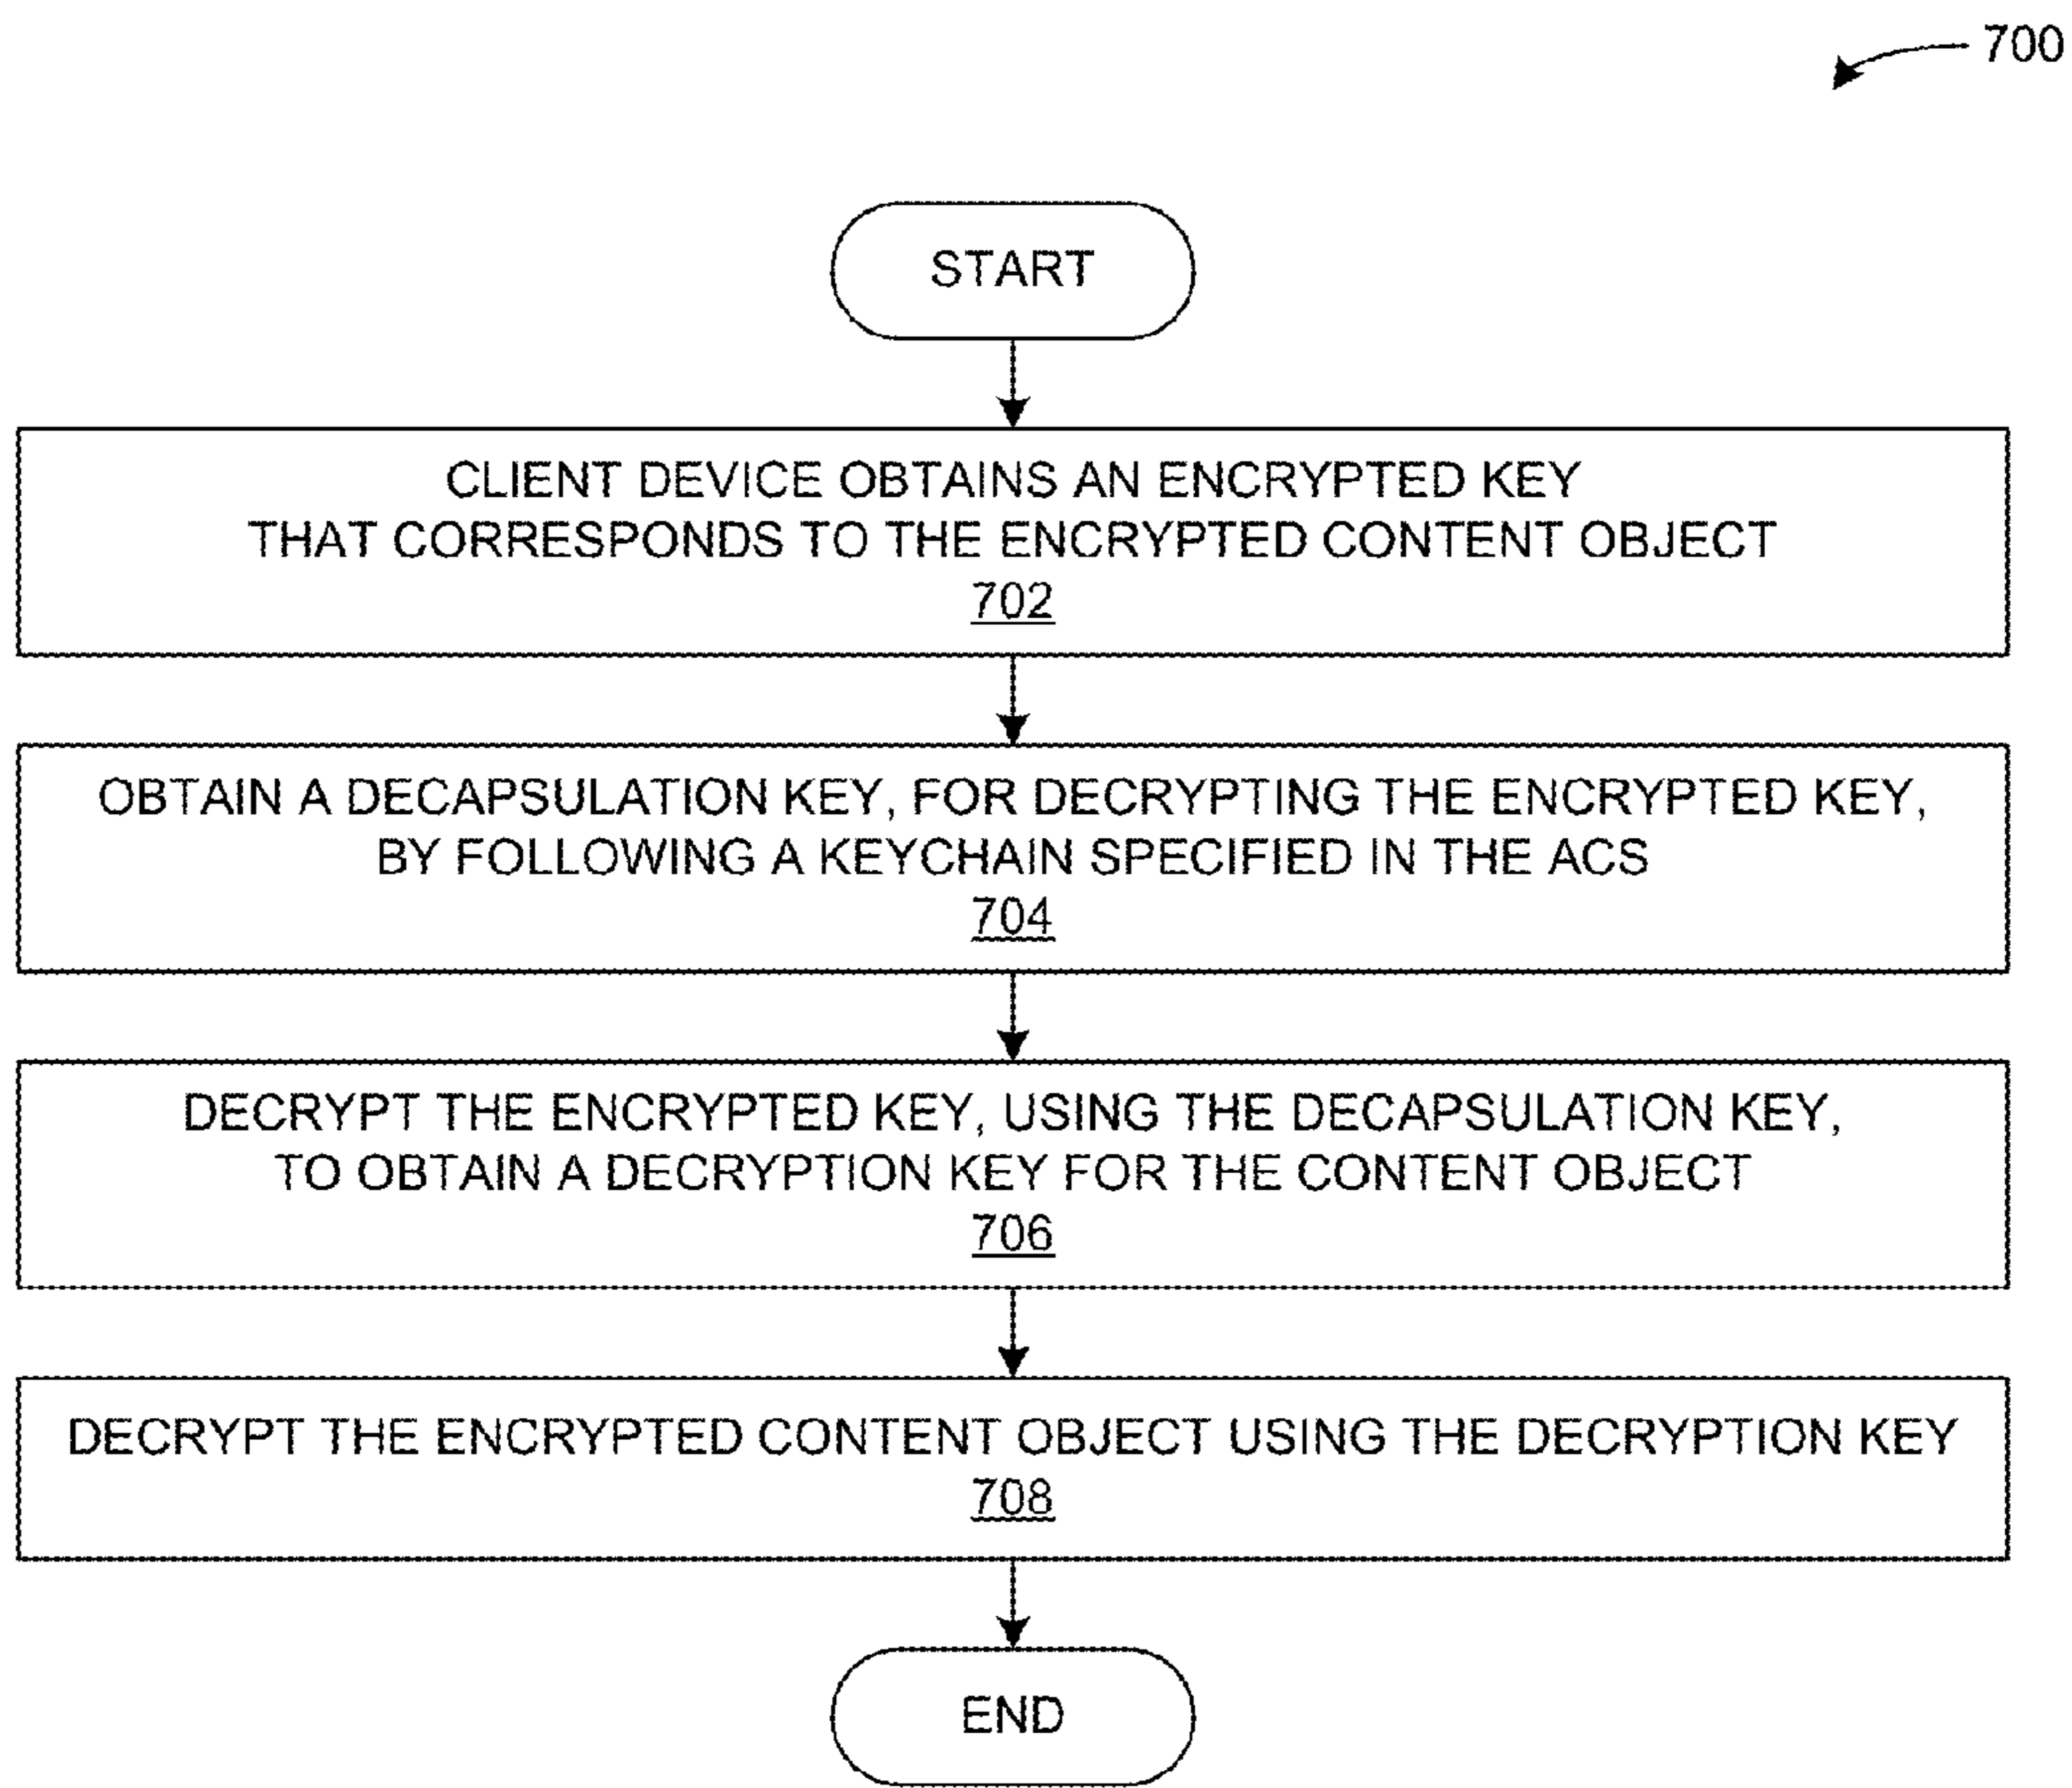 700
START
CLIENT DEVICE OBTAINS AN ENCRYPTED KEY
THAT CORRESPONDS TO THE ENCRYPTED CONTENT OBJECT
702
OBTAIN A DECAPSULATION KEY, FOR DECRYPTING THE ENCRYPTED KEY,
BY FOLLOWING A KEYCHAIN SPECIFIED IN THE ACS
704
DECRYPT THE ENCRYPTED KEY, USING THE DECAPSULATION KEY,
TO OBTAIN A DECRYPTION KEY FOR THE CONTENT OBJECT
706
DECRYPT THE ENCRYPTED CONTENT OBJECT USING THE DECRYPTION KEY
708
END